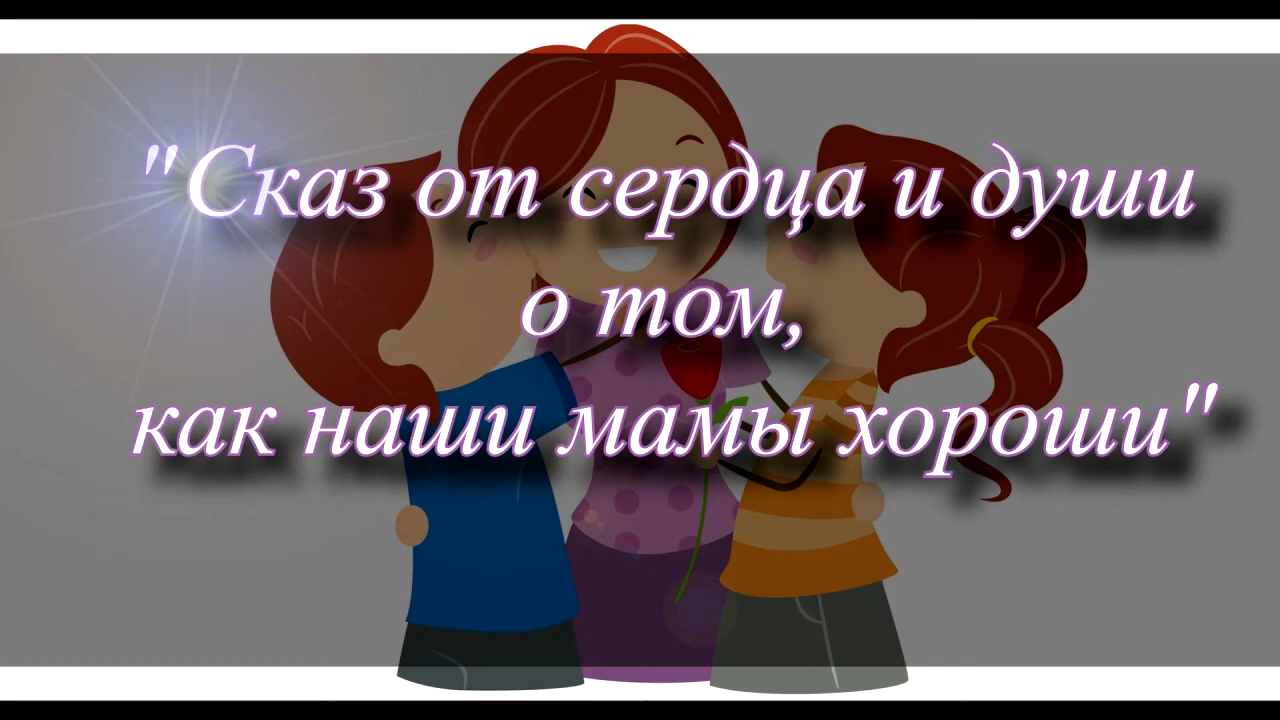 "Сказ от сердца и души
о том,
как наши мамы хороши"